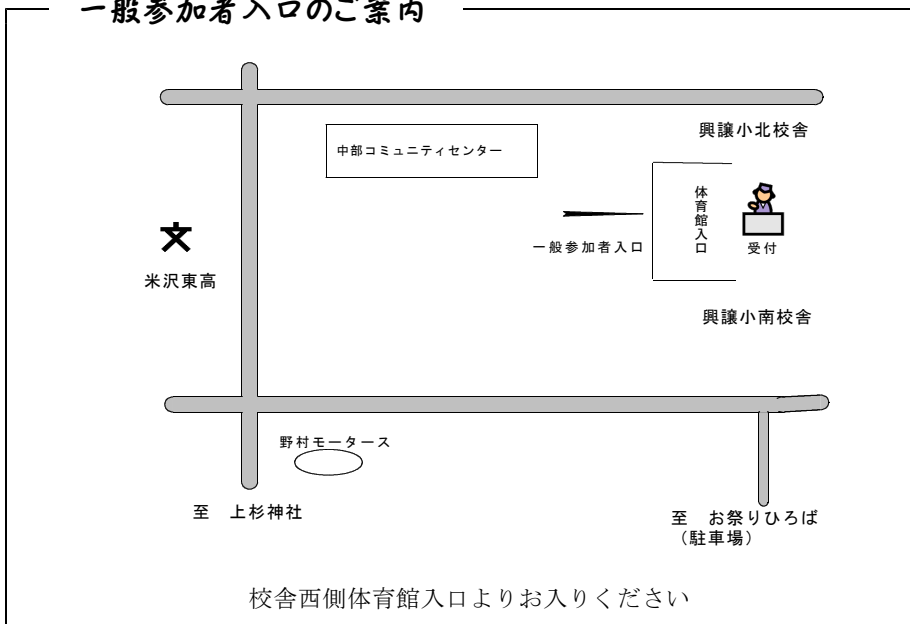 一般参加者入口のご案内
興譲小北校舎
中部コミュニティセンター
体育館入口
一般参加者入口
受付
文
米沢東高
興譲小南校舎
野村モータース
至　上杉神社
至　お祭りひろば
（駐車場）
校舎西側体育館入口よりお入りください